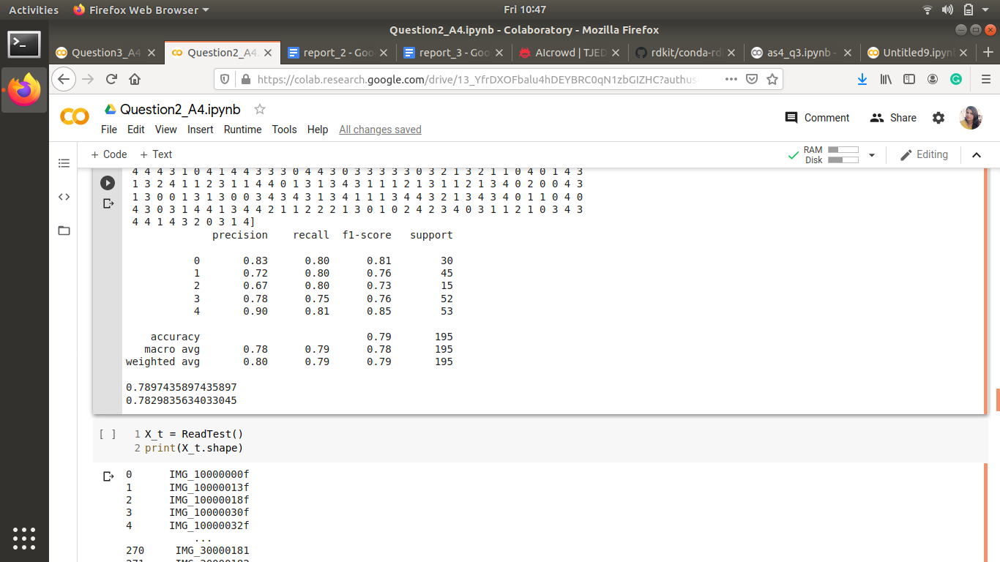 Activities Firefox Web Browser Fri 10:47
Question2_A4.ipynb - Colaboratory - Mozilla Firefox
Question3_A4 Question2_A4. report_2 - Goo report_3 - Goo AIcrowd | TJED rdkit/conda-rd as4_q3.ipynb - Untitled9.ipyn
https://colab.research.google.com/drive/13_YfrDXOFbalu4hDEYBRC0qN1zbGIZHC?authus
Question2_A4.ipynb
Comment Share
File Edit View Insert Runtime Tools Help All changes saved
+ Code + Text RAM Disk Editing
4 4 4 3 1 0 4 1 4 4 3 3 3 0 4 4 3 0 3 3 3 3 3 0 3 2 1 3 2 1 1 0 4 0 1 4 3
1 3 2 4 1 1 2 3 1 1 4 4 0 1 3 1 3 4 3 1 1 1 2 1 3 1 1 2 1 3 4 0 2 0 0 4 3
1 3 0 0 1 3 1 3 0 0 3 4 3 4 3 1 3 4 1 1 1 3 4 4 3 2 1 3 4 3 4 0 1 1 0 4 0
4 3 0 3 1 4 4 1 3 4 4 2 1 1 2 2 2 1 3 0 1 0 2 4 2 3 4 0 3 1 1 2 1 0 3 4 3
4 4 1 4 3 2 0 3 1 4]
precision recall f1-score support
0 0.83 0.80 0.81 30
1 0.72 0.80 0.76 45
2 0.67 0.80 0.73 15
3 0.78 0.75 0.76 52
4 0.90 0.81 0.85 53
accuracy 0.79 195
macro avg 0.78 0.79 0.78 195
weighted avg 0.80 0.79 0.79 195
0.7897435897435897
0.7829835634033045
[ ] 1 X_t = ReadTest()
2 print(X_t.shape)
0 IMG_10000000f
1 IMG_10000013f
2 IMG_10000018f
3 IMG_10000030f
4 IMG_10000032f
...
270 IMG_30000181